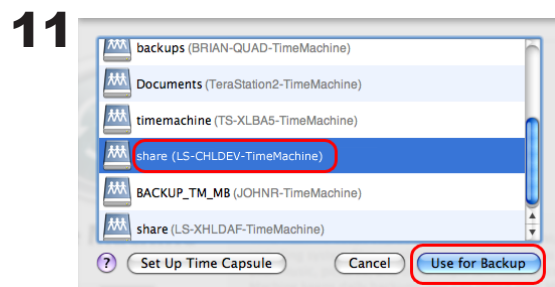 11
backups (BRIAN-QUAD-TimeMachine)
Documents (TeraStation2-TimeMachine)
timemachine (TS-XLBA5-TimeMachine)
share (LS-CHLDEV-TimeMachine)
BACKUP_TM_MB (JOHNR-TimeMachine)
share (LS-XHLDAF-TimeMachine)
? Set Up Time Capsule Cancel Use for Backup